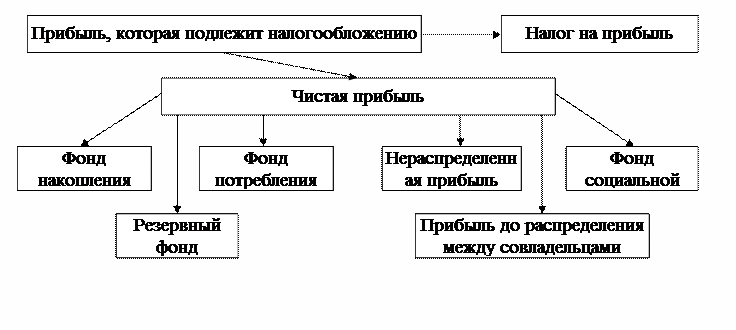 Прибыль, которая подлежит налогообложению
Налог на прибыль
Чистая прибыль
Фонд
накопления
Фонд
потребления
Нераспределенн
ая прибыль
Фонд
социальной
Резервный
фонд
Прибыль до распределения
между совладельцами